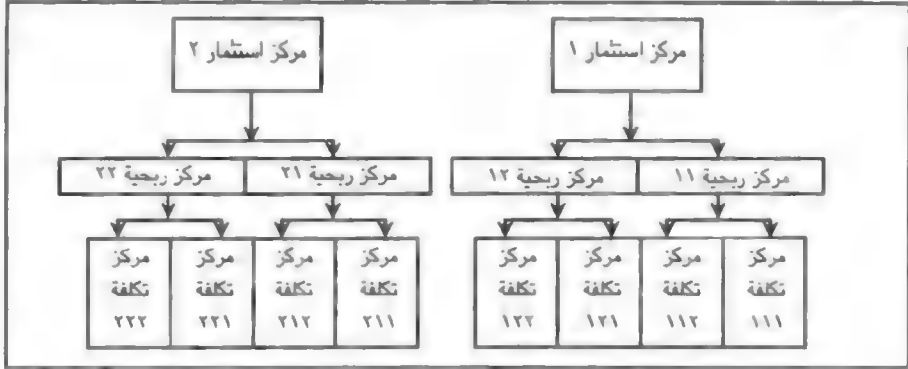 مركز استثمار ١
مركز استثمار ٢
مركز ربحية ١١
مركز ربحية ١٢
مركز ربحية ٢١
مركز ربحية ٢٢
مركز
تكلفة
١١١
مركز
تكلفة
١١٢
مركز
تكلفة
١٢١
مركز
تكلفة
١٢٢
مركز
تكلفة
٢١١
مركز
تكلفة
٢١٢
مركز
تكلفة
٢٢١
مركز
تكلفة
٢٢٢